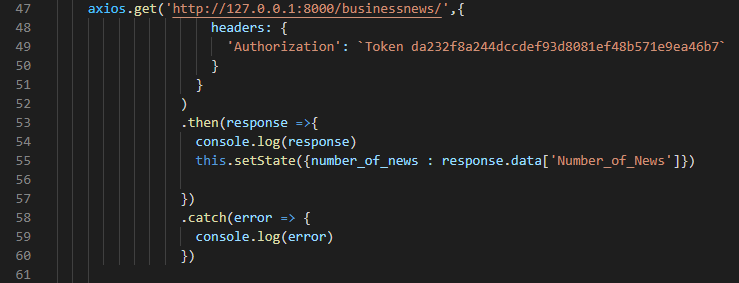 47 axios.get('http://127.0.0.1:8000/businessnews/',{
48 headers: {
49 'Authorization': `Token da232f8a244dccdef93d8081ef48b571e9ea46b7`
50 }
51 }
52 )
53 .then(response =>{
54 console.log(response)
55 this.setState({number_of_news : response.data['Number_of_News']})
56
57 })
58 .catch(error => {
59 console.log(error)
60 })
61